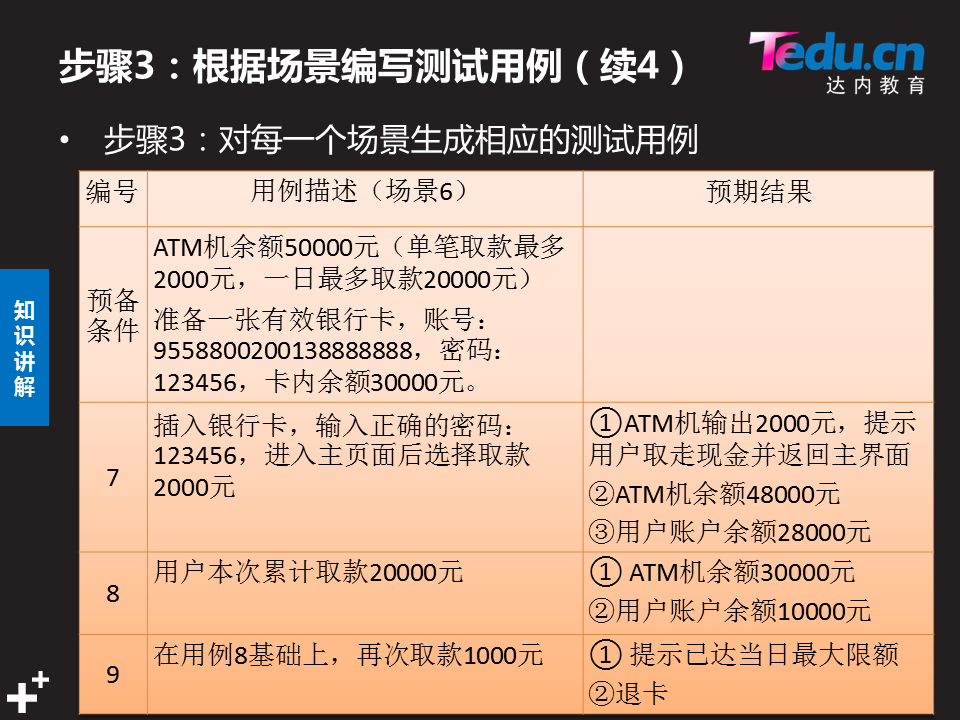 步骤3：根据场景编写测试用例（续4）
Tedu.cn
达内教育
• 步骤3：对每一个场景生成相应的测试用例
编号 用例描述（场景6） 预期结果
知识讲解
预备
条件
ATM机余额50000元（单笔取款最多
2000元，一日最多取款20000元）
准备一张有效银行卡，账号：
9558800200138888888，密码：
123456，卡内余额30000元。
7
插入银行卡，输入正确的密码：
123456，进入主页面后选择取款
2000元
①ATM机输出2000元，提示
用户取走现金并返回主界面
②ATM机余额48000元
③用户账户余额28000元
8
用户本次累计取款20000元
① ATM机余额30000元
②用户账户余额10000元
9
在用例8基础上，再次取款1000元
① 提示已达当日最大限额
②退卡